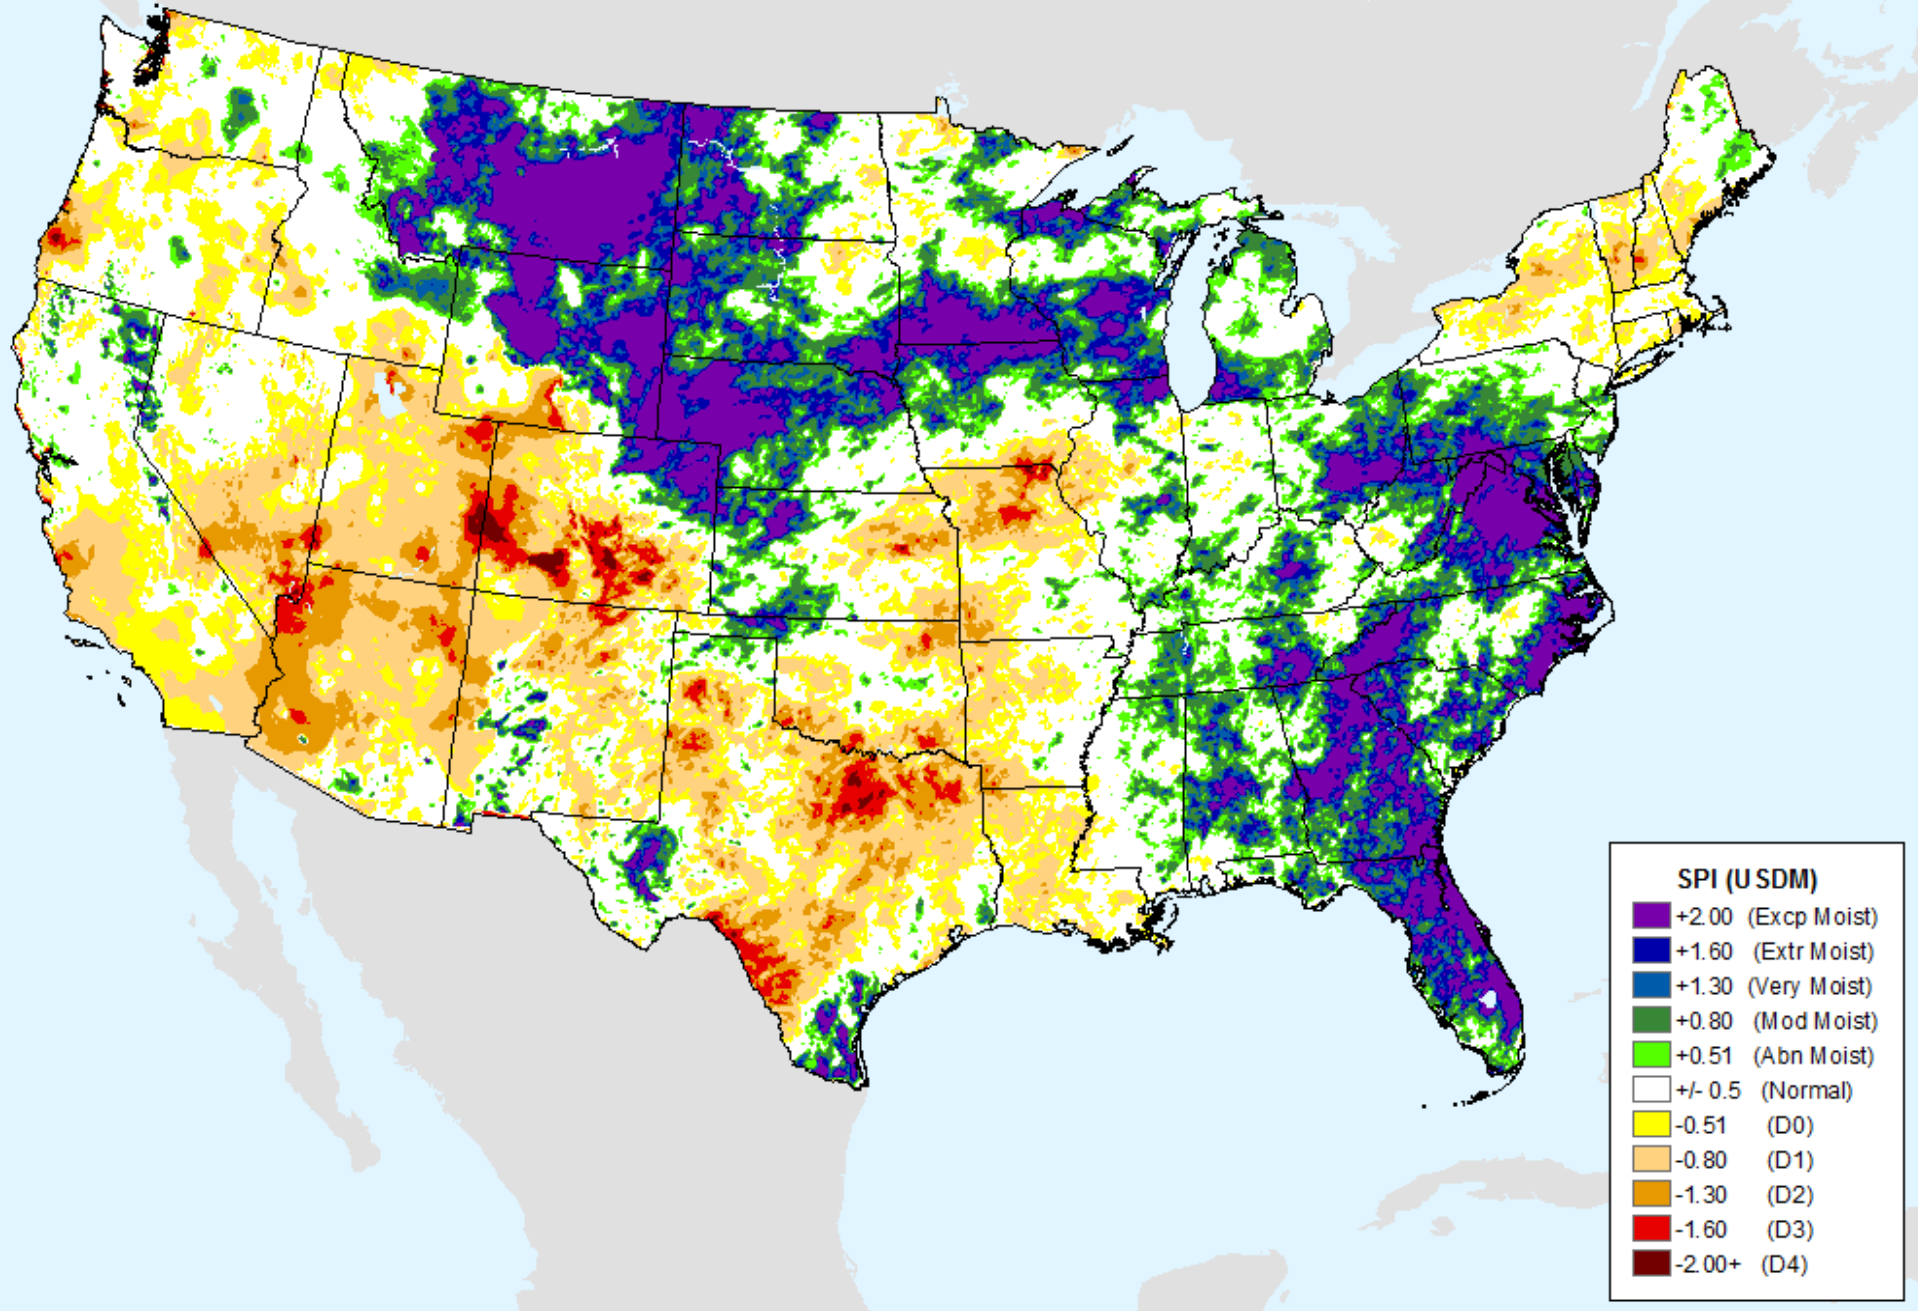 SPI (USDM)
+2.00 (Excp Moist)
+1.60 (Extr Moist)
+1.30 (Very Moist)
+0.80 (Mod Moist)
+0.51 (Abn Moist)
+/- 0.5 (Normal)
-0.51 (D0)
-0.80 (D1)
-1.30 (D2)
-1.60 (D3)
-2.00+ (D4)